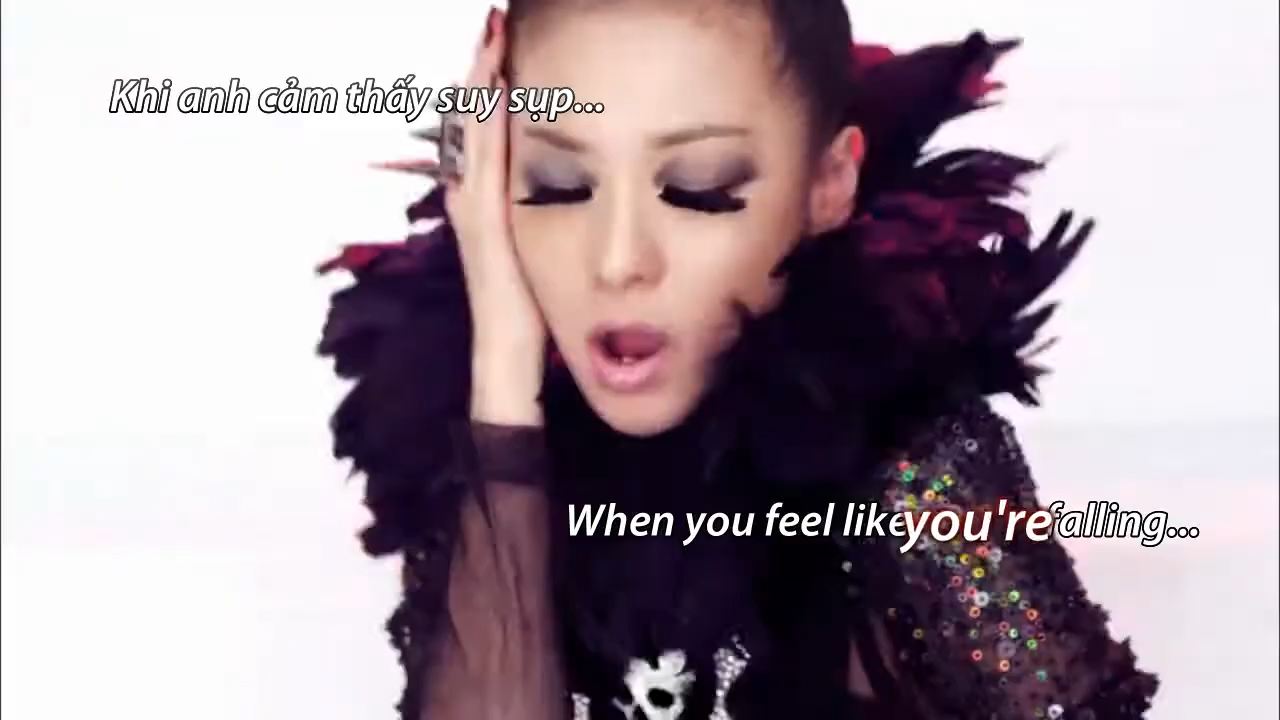 Khi anh cảm thấy suy sụp...
When you feel like you're falling...